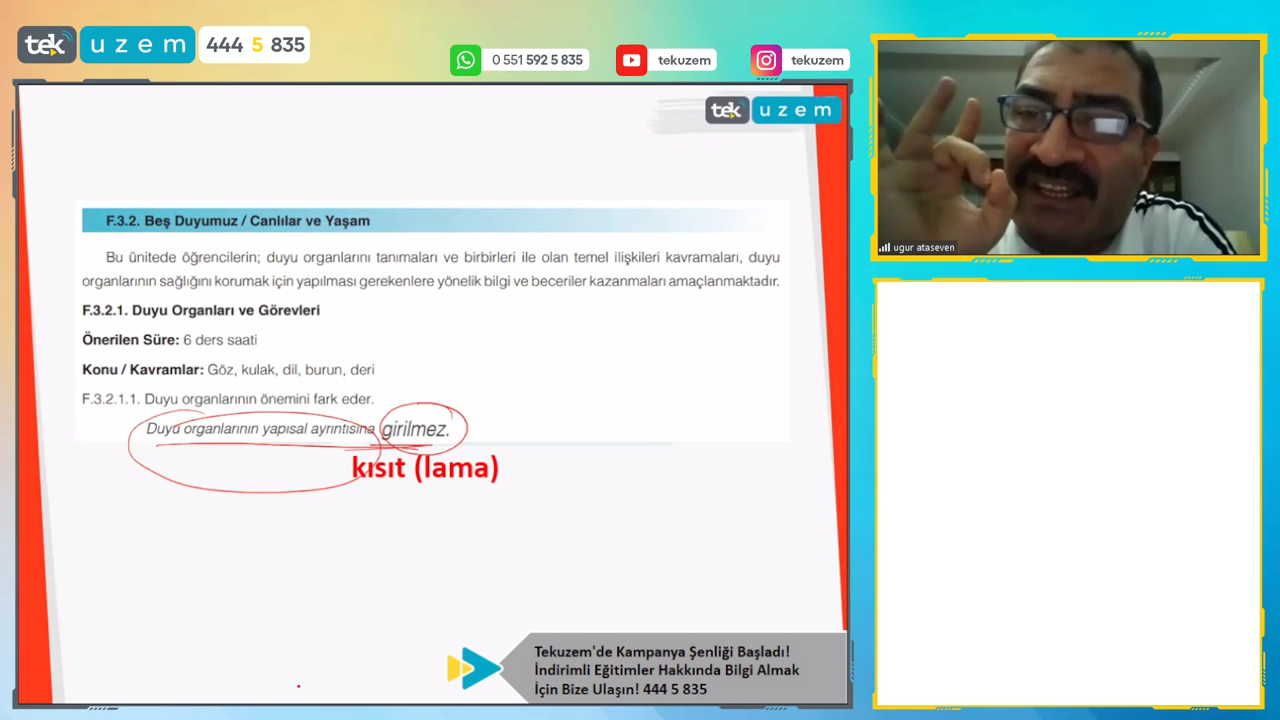 tek uzem 444 5 835
0 551 592 5 835 tekuzem tekuzem
tek uzem
ugur ataseven
F.3.2. Beş Duyumuz / Canlılar ve Yaşam
Bu ünitede öğrencilerin; duyu organlarını tanımaları ve birbirleri ile olan temel ilişkileri kavramaları, duyu
organlarının sağlığını korumak için yapılması gerekenlere yönelik bilgi ve beceriler kazanmaları amaçlanmaktadır.
F.3.2.1. Duyu Organları ve Görevleri
Önerilen Süre: 6 ders saati
Konu / Kavramlar: Göz, kulak, dil, burun, deri
F.3.2.1.1. Duyu organlarının önemini fark eder.
Duyu organlarının yapısal ayrıntısına girilmez.
kısıt (lama)
Tekuzem'de Kampanya Şenliği Başladı!
İndirimli Eğitimler Hakkında Bilgi Almak
İçin Bize Ulaşın! 444 5 835